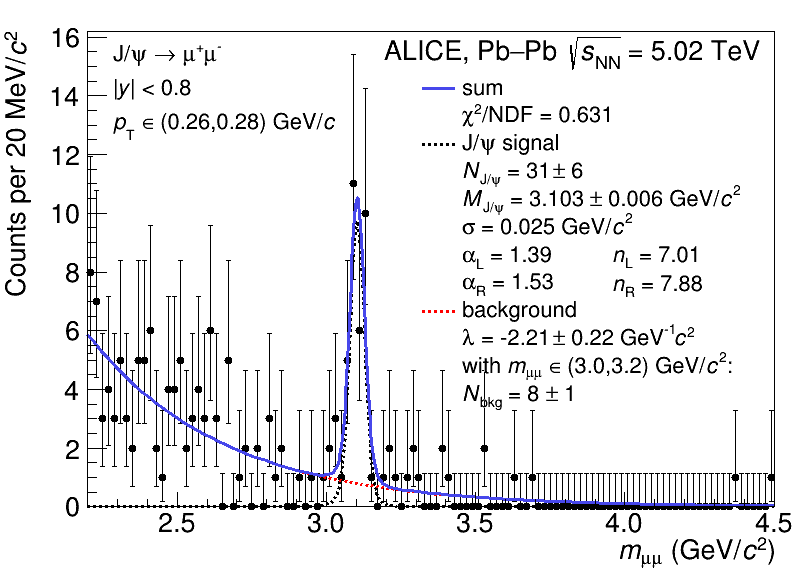 Counts per 20 MeV/c²
16
14
12
10
8
6
4
2
0
J/ψ → μ⁺μ⁻
|y| < 0.8
p_T ∈ (0.26,0.28) GeV/c
ALICE, Pb–Pb √s_NN = 5.02 TeV
sum
χ²/NDF = 0.631
J/ψ signal
N_J/ψ = 31 ± 6
M_J/ψ = 3.103 ± 0.006 GeV/c²
σ = 0.025 GeV/c²
α_L = 1.39 n_L = 7.01
α_R = 1.53 n_R = 7.88
background
λ = -2.21 ± 0.22 GeV⁻¹c²
with m_μμ ∈ (3.0,3.2) GeV/c²:
N_bkg = 8 ± 1
2.5 3.0 3.5 4.0 4.5
m_μμ (GeV/c²)